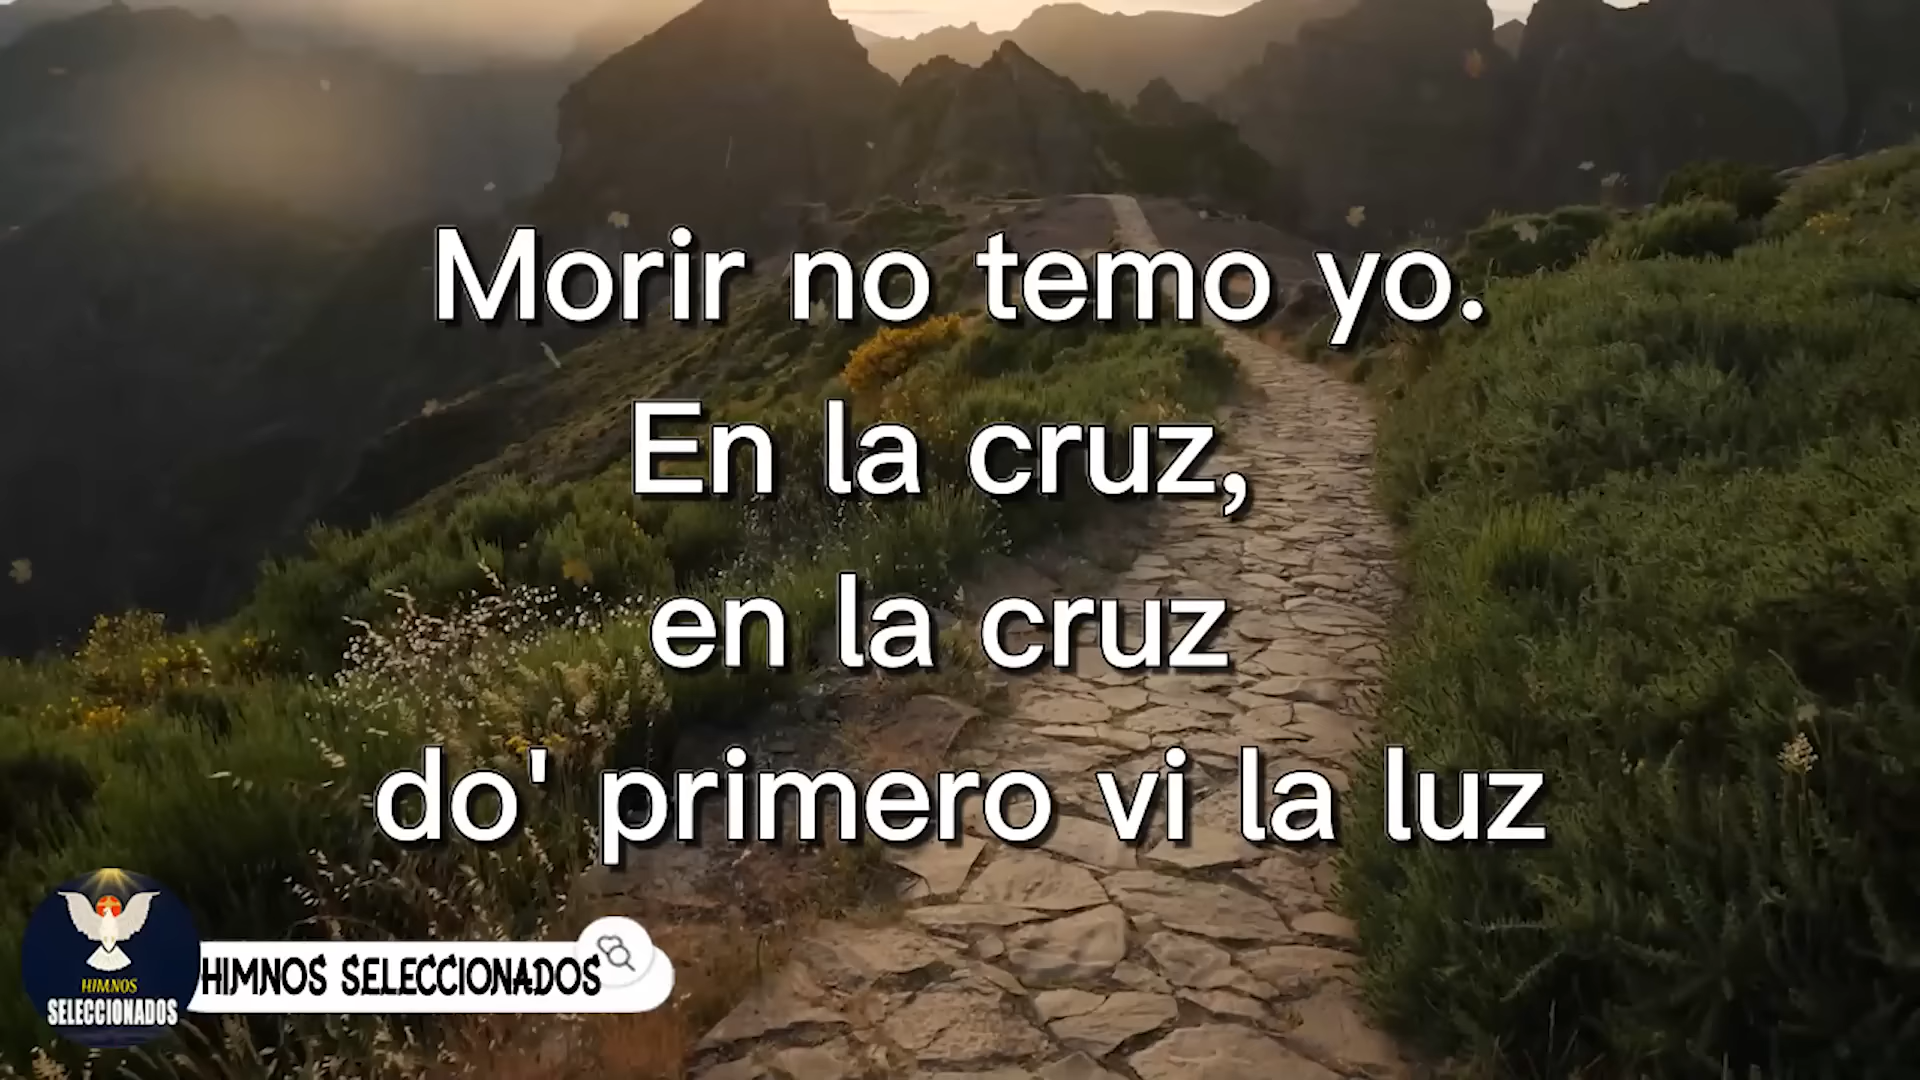 Morir no temo yo.
En la cruz,
en la cruz
do' primero vi la luz
HIMNOS SELECCIONADOS
HIMNOS
SELECCIONADOS